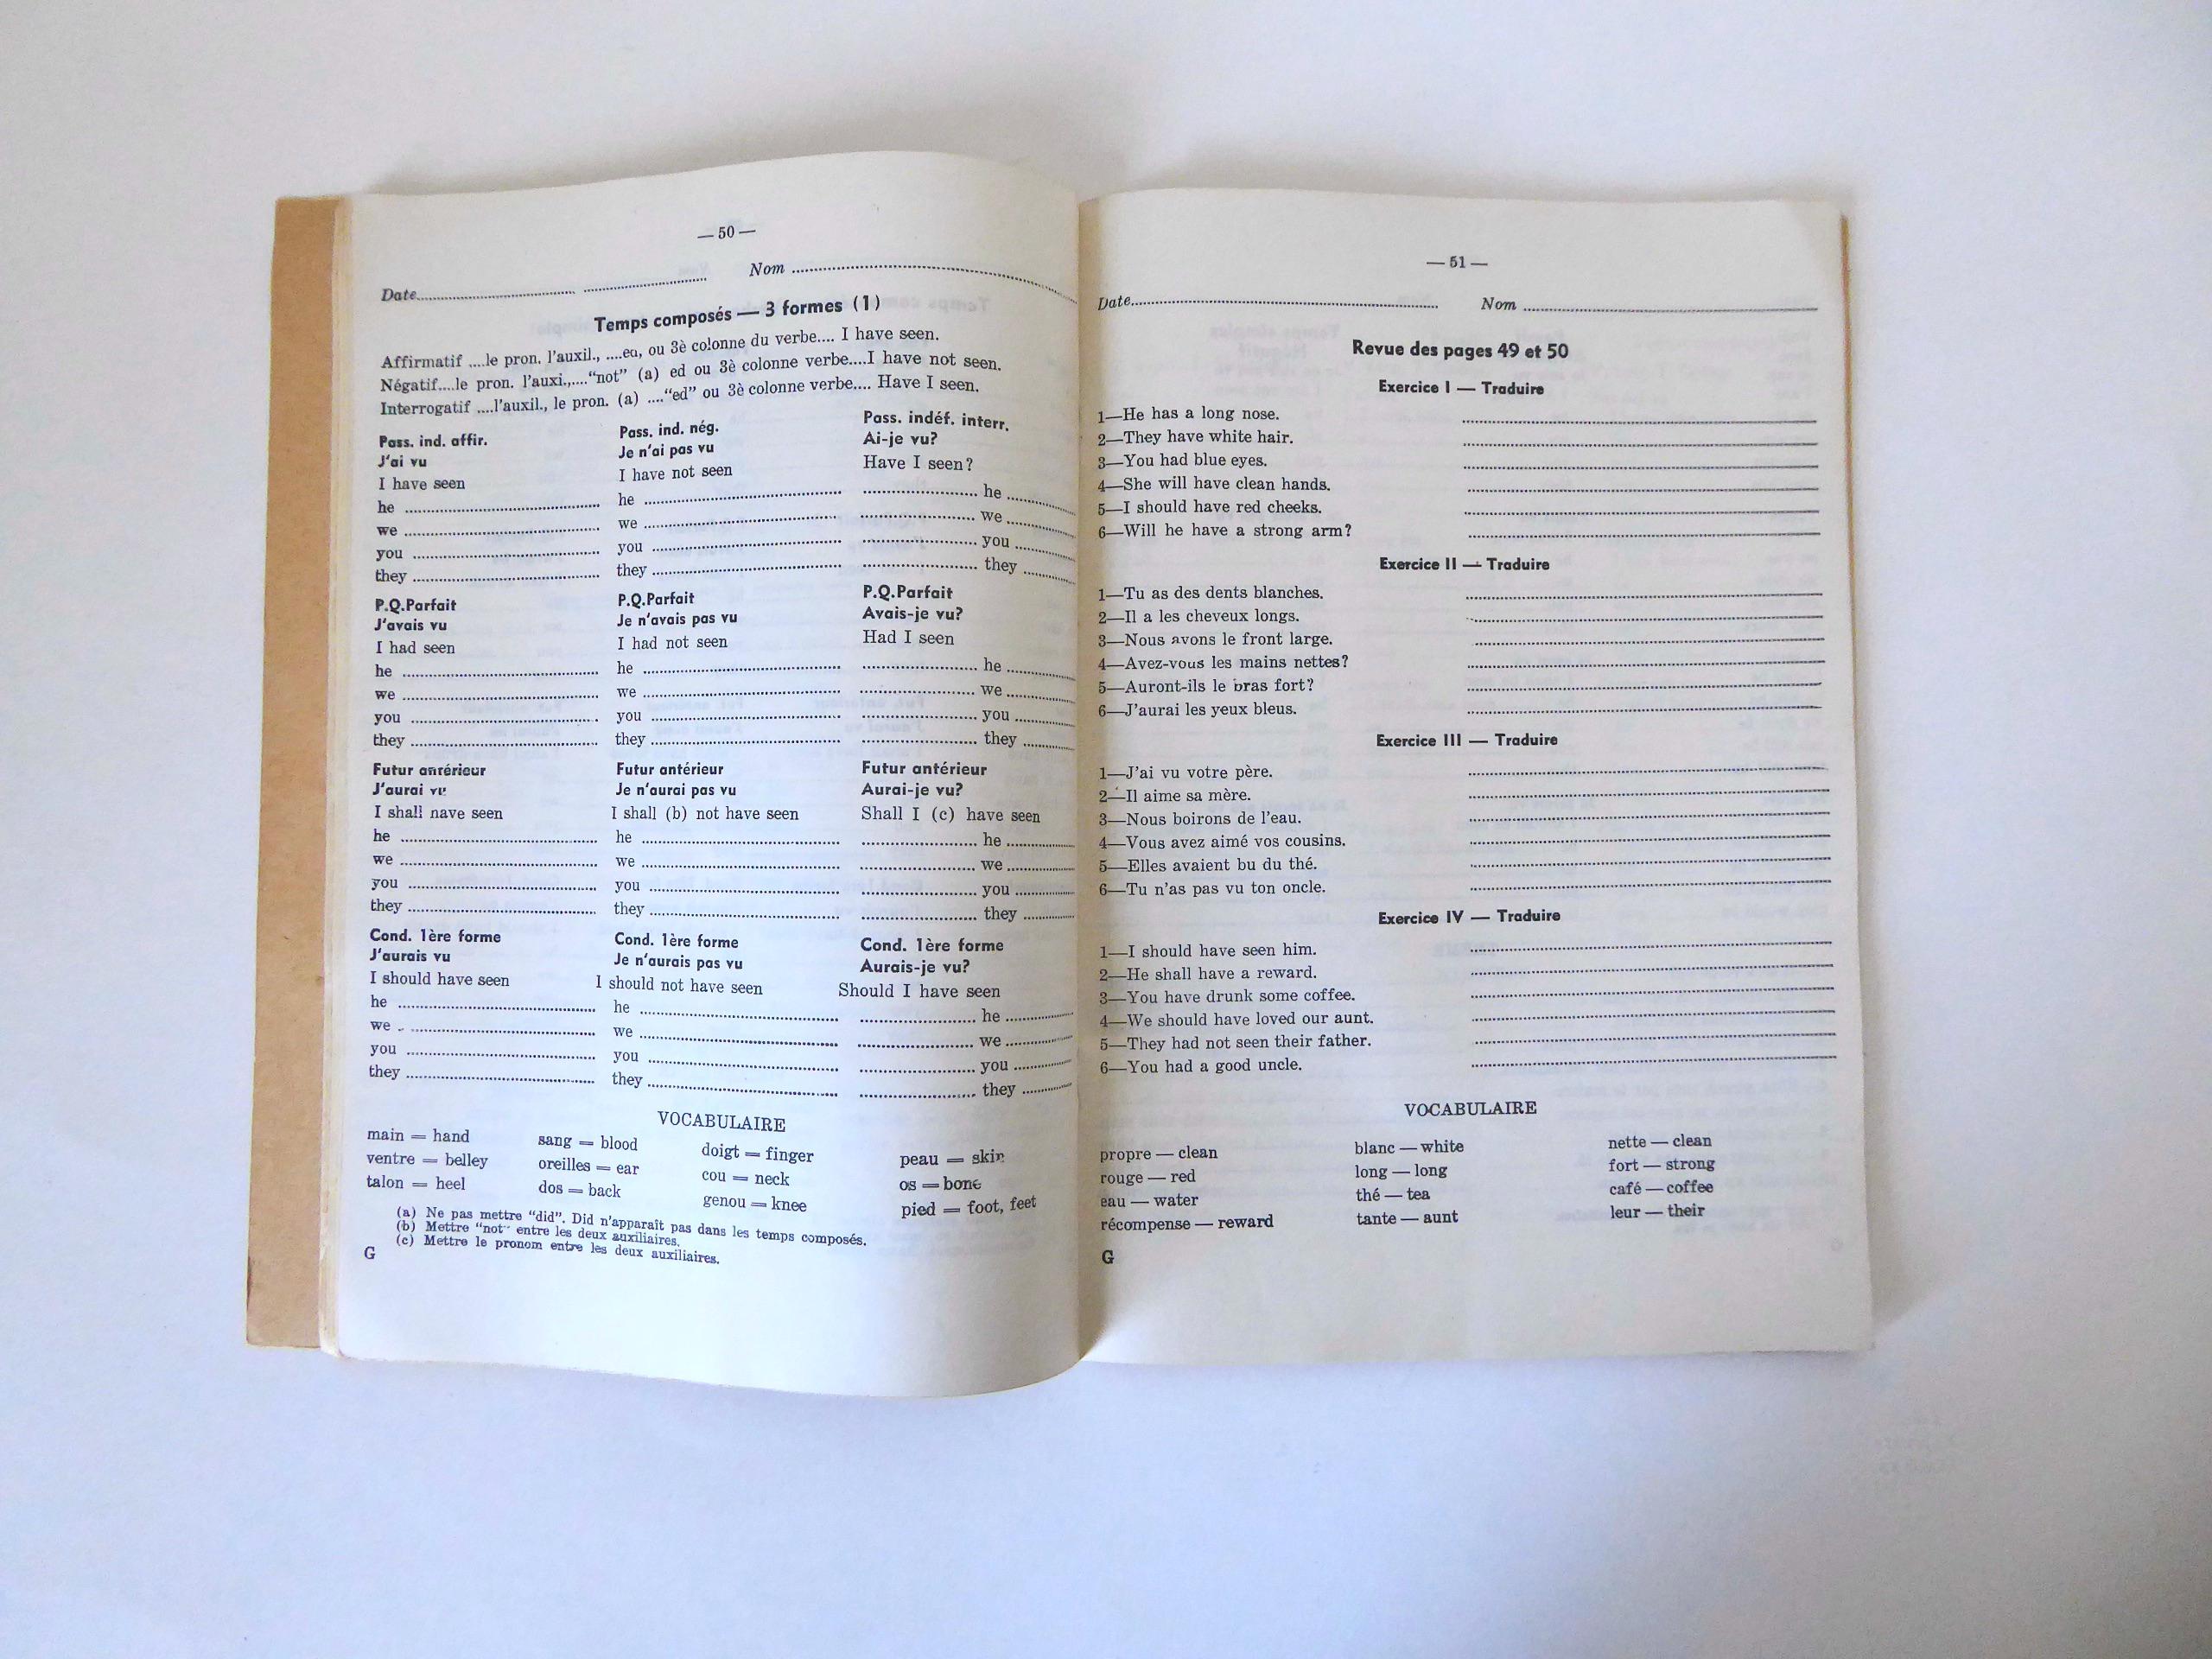 — 50 —
Date.................... .................... Nom ....................
Temps composés — 3 formes (1)
Affirmatif ....le pron. l'auxil., ....ed, ou 3è colonne du verbe.... I have seen.
Négatif....le pron. l'auxi.,....“not” (a) ed ou 3è colonne verbe....I have not seen.
Interrogatif ....l'auxil., le pron. (a) ....“ed” ou 3è colonne verbe.... Have I seen.
Pass. ind. affir. Pass. ind. nég. Pass. indéf. interr.
J'ai vu Je n'ai pas vu Ai-je vu?
I have seen I have not seen Have I seen?
he .................... he .................... .................... he ..........
we .................... we .................... .................... we ..........
you .................... you .................... .................... you ..........
they .................... they .................... .................... they ..........
P.Q.Parfait P.Q.Parfait P.Q.Parfait
J'avais vu Je n'avais pas vu Avais-je vu?
I had seen I had not seen Had I seen
he .................... he .................... .................... he ..........
we .................... we .................... .................... we ..........
you .................... you .................... .................... you ..........
they .................... they .................... .................... they ..........
Futur antérieur Futur antérieur Futur antérieur
J'aurai vu Je n'aurai pas vu Aurai-je vu?
I shall nave seen I shall (b) not have seen Shall I (c) have seen
he .................... he .................... .................... he ..........
we .................... we .................... .................... we ..........
you .................... you .................... .................... you ..........
they .................... they .................... .................... they ..........
Cond. 1ère forme Cond. 1ère forme Cond. 1ère forme
J'aurais vu Je n'aurais pas vu Aurais-je vu?
I should have seen I should not have seen Should I have seen
he .................... he .................... .................... he ..........
we .................... we .................... .................... we ..........
you .................... you .................... .................... you ..........
they .................... they .................... .................... they ..........
VOCABULAIRE
main = hand sang = blood doigt = finger peau = skin
ventre = belley oreilles = ear cou = neck os = bone
talon = heel dos = back genou = knee pied = foot, feet
(a) Ne pas mettre “did”. Did n'apparaît pas dans les temps composés.
(b) Mettre “not” entre les deux auxiliaires.
(c) Mettre le pronom entre les deux auxiliaires.
G
— 51 —
Date.................... Nom ....................
Revue des pages 49 et 50
Exercice I — Traduire
1—He has a long nose. ....................
2—They have white hair. ....................
3—You had blue eyes. ....................
4—She will have clean hands. ....................
5—I should have red cheeks. ....................
6—Will he have a strong arm? ....................
Exercice II — Traduire
1—Tu as des dents blanches. ....................
2—Il a les cheveux longs. ....................
3—Nous avons le front large. ....................
4—Avez-vous les mains nettes? ....................
5—Auront-ils le bras fort? ....................
6—J'aurai les yeux bleus. ....................
Exercice III — Traduire
1—J'ai vu votre père. ....................
2—Il aime sa mère. ....................
3—Nous boirons de l'eau. ....................
4—Vous avez aimé vos cousins. ....................
5—Elles avaient bu du thé. ....................
6—Tu n'as pas vu ton oncle. ....................
Exercice IV — Traduire
1—I should have seen him. ....................
2—He shall have a reward. ....................
3—You have drunk some coffee. ....................
4—We should have loved our aunt. ....................
5—They had not seen their father. ....................
6—You had a good uncle. ....................
VOCABULAIRE
propre — clean blanc — white nette — clean
rouge — red long — long fort — strong
eau — water thé — tea café — coffee
récompense — reward tante — aunt leur — their
G